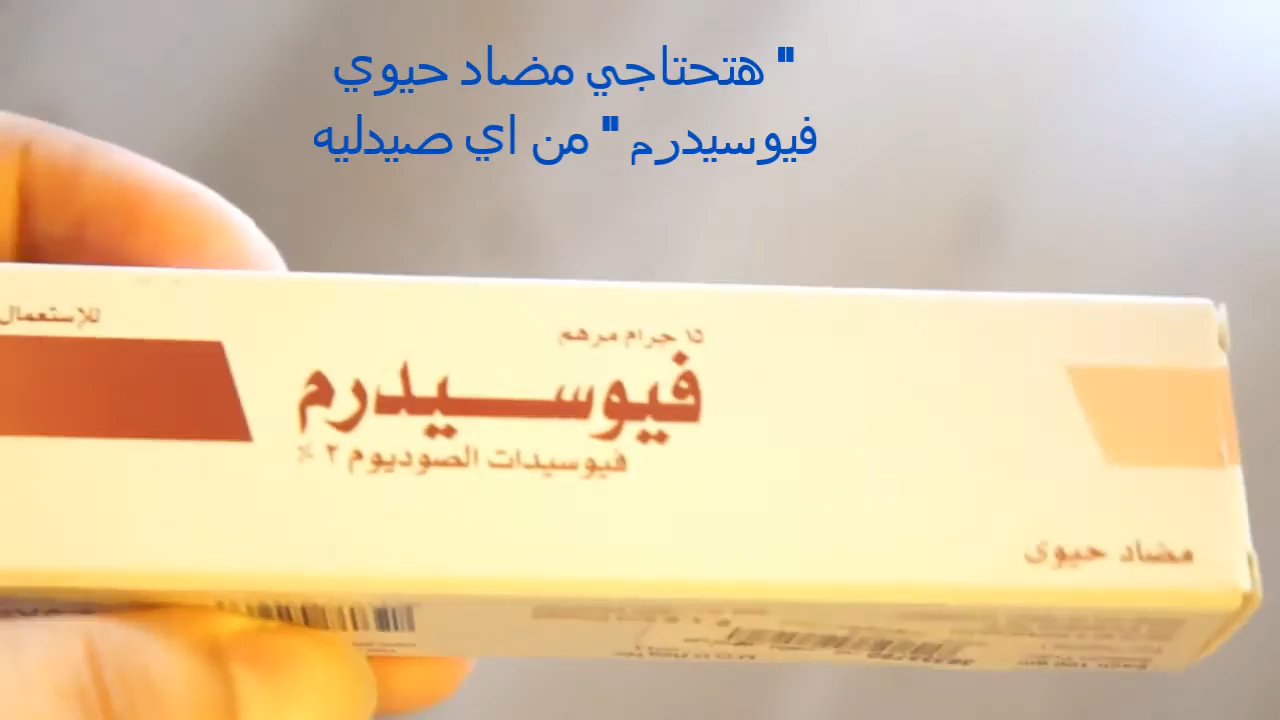 " هتحتاجي مضاد حيوي
فيوسيدرم " من اي صيدليه
للإستعمال
١٥ جرام مرهم
فيوسيدرم
فيوسيدات الصوديوم ٢ ٪
مضاد حيوى